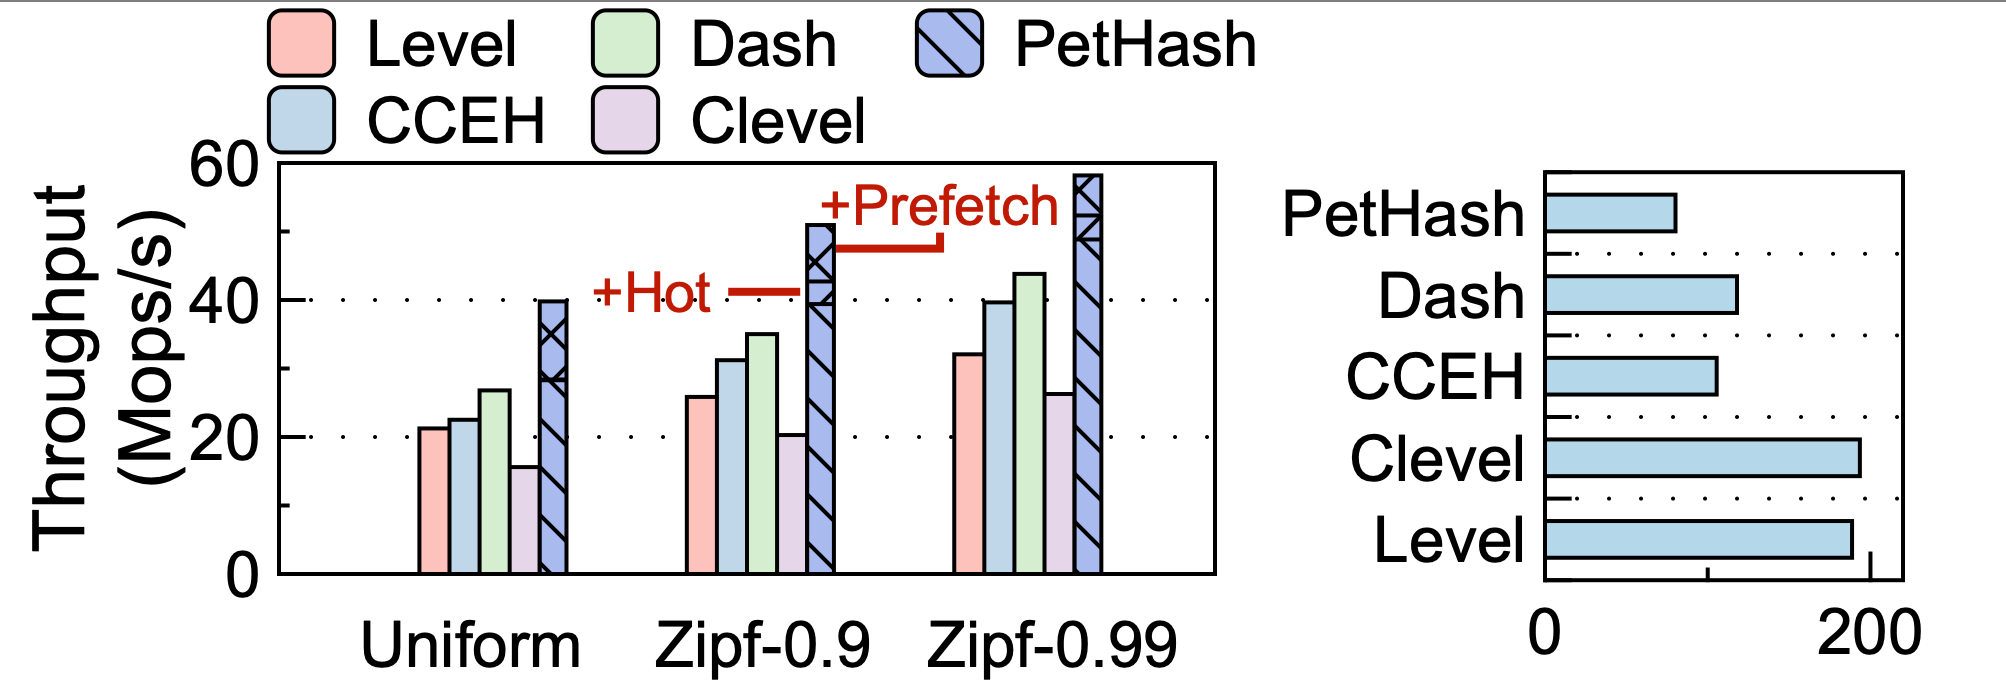 Level
Dash
PetHash
CCEH
Clevel
Throughput
(Mops/s)
60
40
20
0
+Prefetch
+Hot
Uniform
Zipf-0.9
Zipf-0.99
PetHash
Dash
CCEH
Clevel
Level
0
200